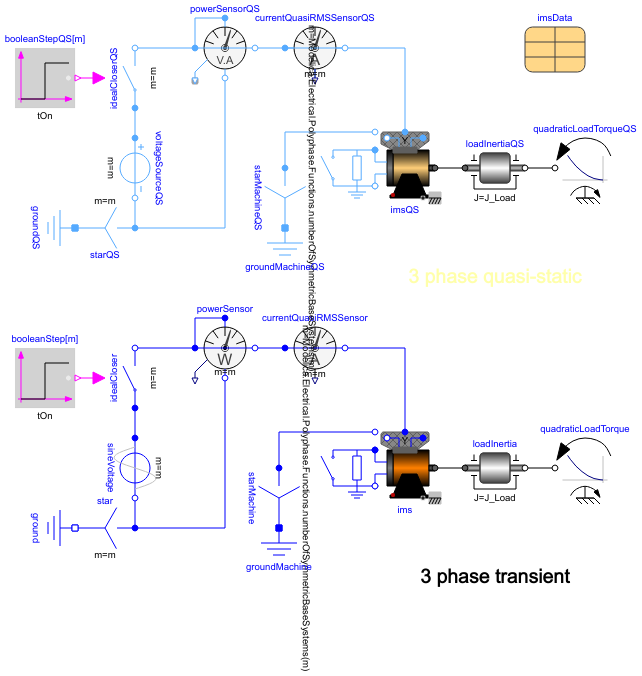 powerSensorQS
currentQuasiRMSSensorQS
imsData
booleanStepQS[m]
idealCloserQS
m=m
V.A
A
m=m
m=m
tOn
quadraticLoadTorqueQS
loadInertiaQS
voltageSourceQS
m=m
J=J_Load
imsQS
Y
starMachineQS
m=m
groundQS
starQS
groundMachineQS
m=Modelica.Electrical.Polyphase.Functions.numberOfSymmetricBaseSystems(m)
3 phase quasi-static
powerSensor
currentQuasiRMSSensor
booleanStep[m]
idealCloser
m=m
W
A
m=m
m=m
tOn
quadraticLoadTorque
loadInertia
sineVoltage
m=m
J=J_Load
ims
Y
starMachine
star
ground
m=m
groundMachine
m=Modelica.Electrical.Polyphase.Functions.numberOfSymmetricBaseSystems(m)
3 phase transient